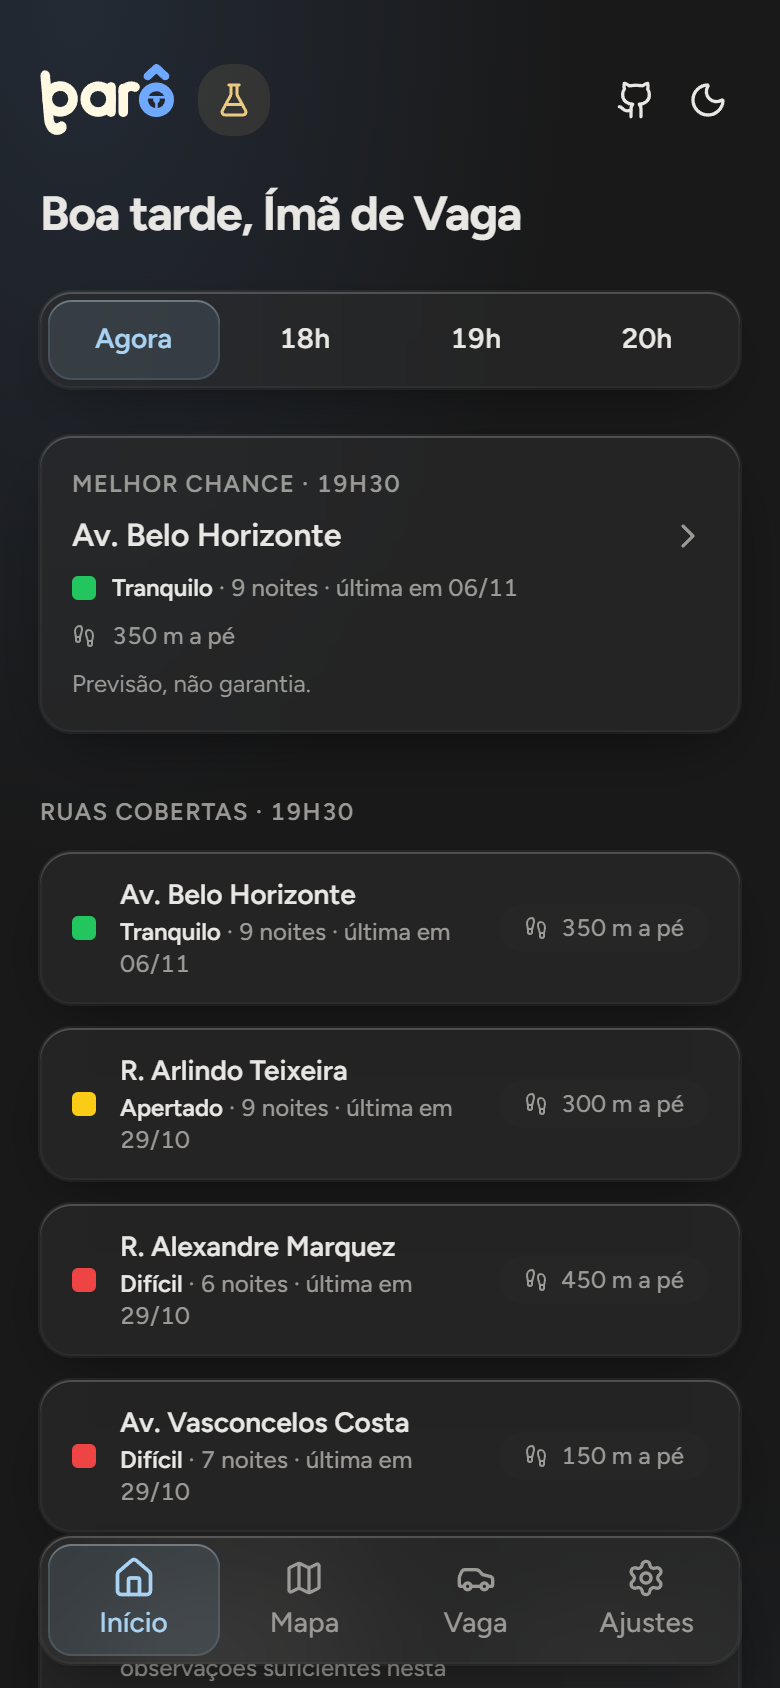 barô
Boa tarde, Ímã de Vaga
Agora
18h
19h
20h
MELHOR CHANCE · 19H30
Av. Belo Horizonte
Tranquilo · 9 noites · última em 06/11
350 m a pé
Previsão, não garantia.
RUAS COBERTAS · 19H30
Av. Belo Horizonte
Tranquilo · 9 noites · última em
06/11
350 m a pé
R. Arlindo Teixeira
Apertado · 9 noites · última em
29/10
300 m a pé
R. Alexandre Marquez
Difícil · 6 noites · última em
29/10
450 m a pé
Av. Vasconcelos Costa
Difícil · 7 noites · última em
29/10
150 m a pé
Início
Mapa
Vaga
Ajustes
observações suficientes nesta